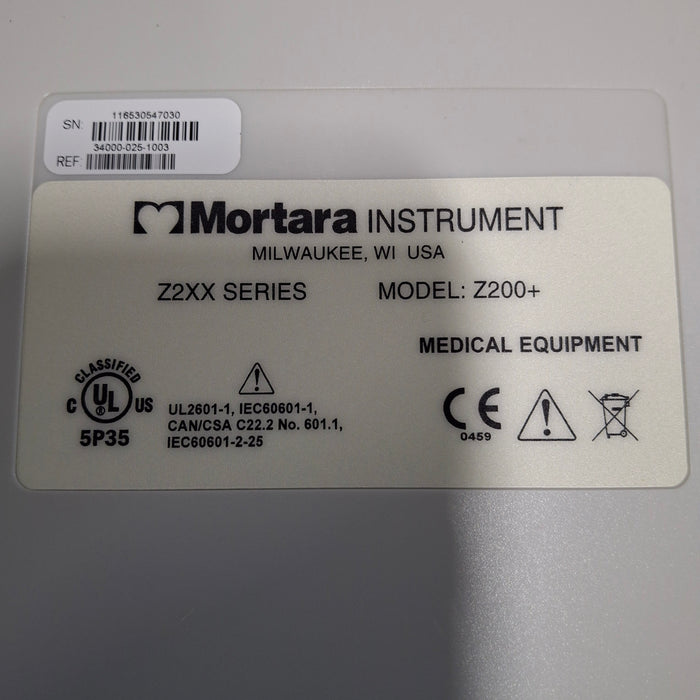 116530547030
SN:
34000-025-1003
REF:
Mortara INSTRUMENT
MILWAUKEE, WI USA
Z2XX SERIES MODEL: Z200+
MEDICAL EQUIPMENT
CLASSIFIED
C UL ® US
5P35
UL2601-1, IEC60601-1,
CAN/CSA C22.2 No. 601.1,
IEC60601-2-25
CE
0459